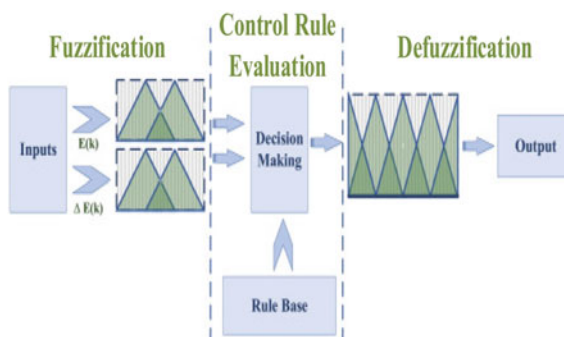 Fuzzification
Control Rule
Evaluation
Defuzzification
Inputs
E(k)
Δ E(k)
Decision
Making
Rule Base
Output